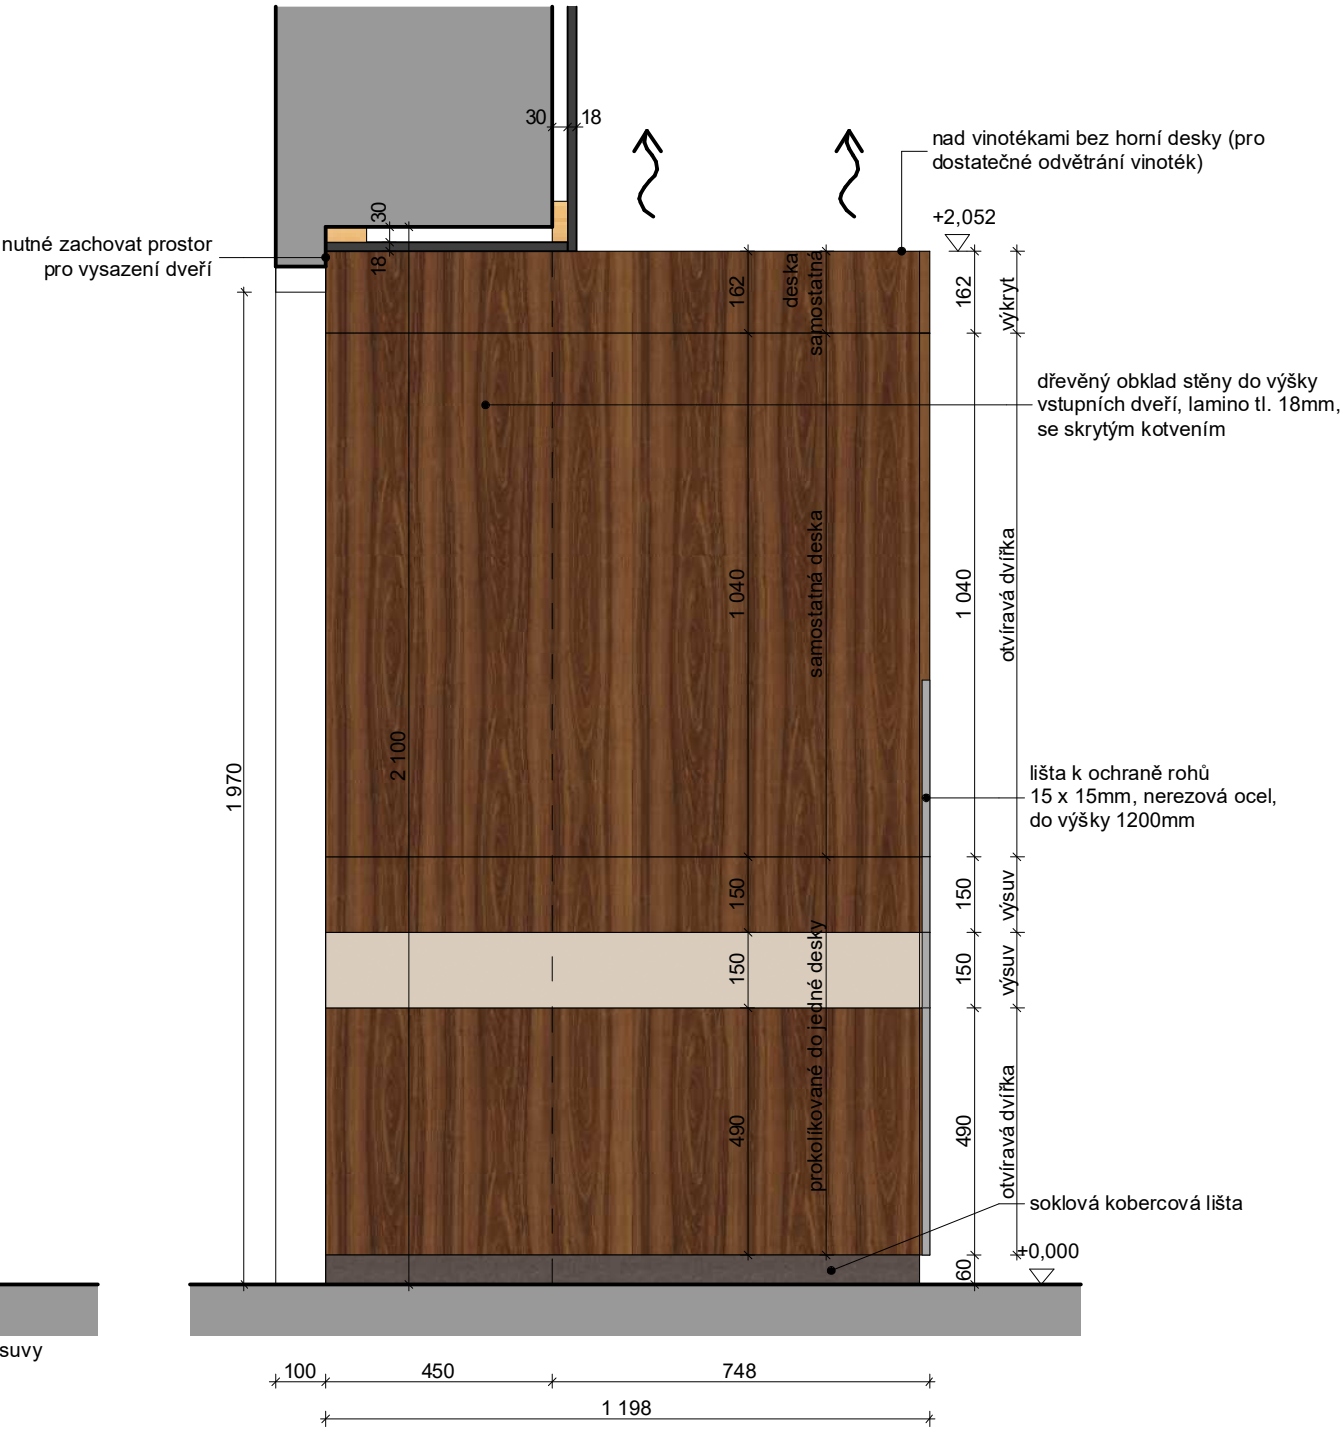 30
18
nad vinotékami bez horní desky (pro
dostatečné odvětrání vinoték)
+2,052
30
18
nutné zachovat prostor
pro vysazení dveří
162
deska
samostatná
162
výkryt
dřevěný obklad stěny do výšky
vstupních dveří, lamino tl. 18mm,
se skrytým kotvením
1 040
samostatná deska
1 040
otvíravá dvířka
1 970
2 100
lišta k ochraně rohů
15 x 15mm, nerezová ocel,
do výšky 1200mm
150
150
výsuv
150
150
výsuv
prokolíkované do jedné desky
490
490
otvíravá dvířka
soklová kobercová lišta
+0,000
60
suvy
100
450
748
1 198